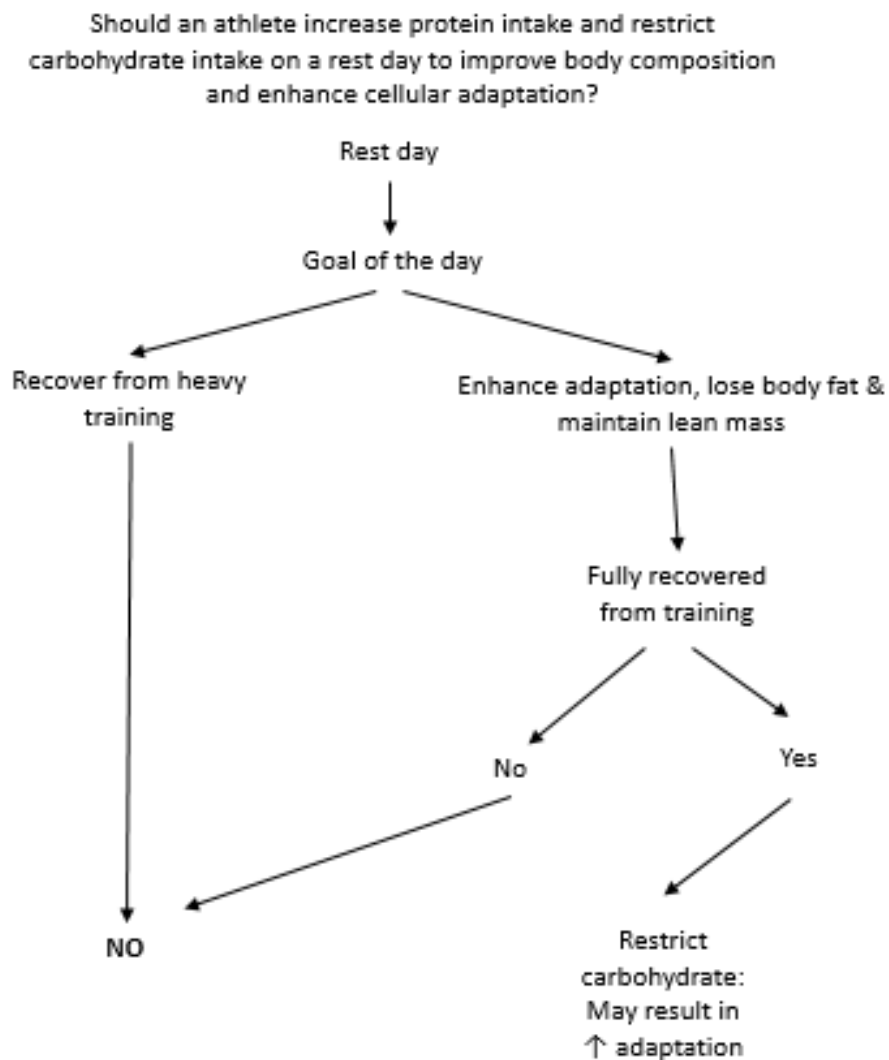 Should an athlete increase protein intake and restrict
carbohydrate intake on a rest day to improve body composition
and enhance cellular adaptation?
Rest day
Goal of the day
Recover from heavy
training
Enhance adaptation, lose body fat &
maintain lean mass
Fully recovered
from training
No
Yes
NO
Restrict
carbohydrate:
May result in
↑ adaptation